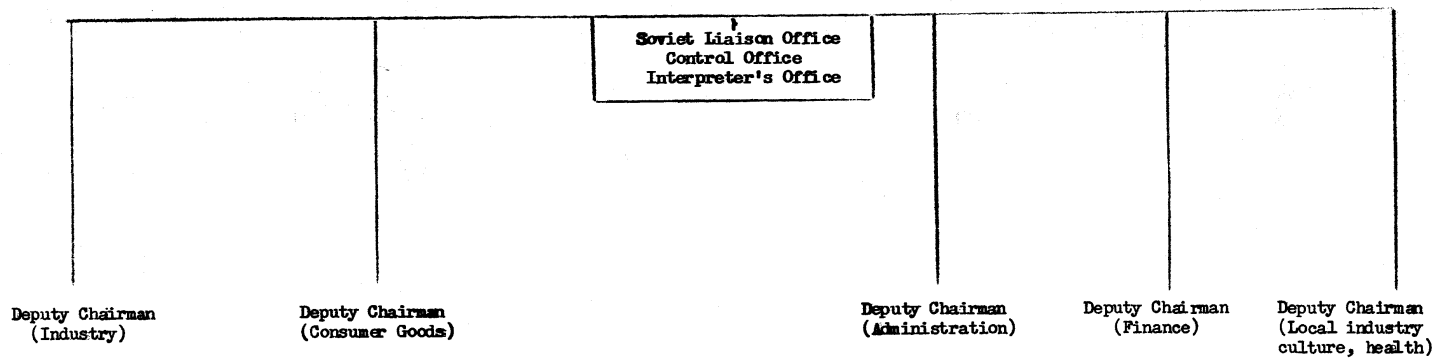 Soviet Liaison Office
Control Office
Interpreter's Office
Deputy Chairman
(Industry)
Deputy Chairman
(Consumer Goods)
Deputy Chairman
(Administration)
Deputy Chairman
(Finance)
Deputy Chairman
(Local industry
culture, health)